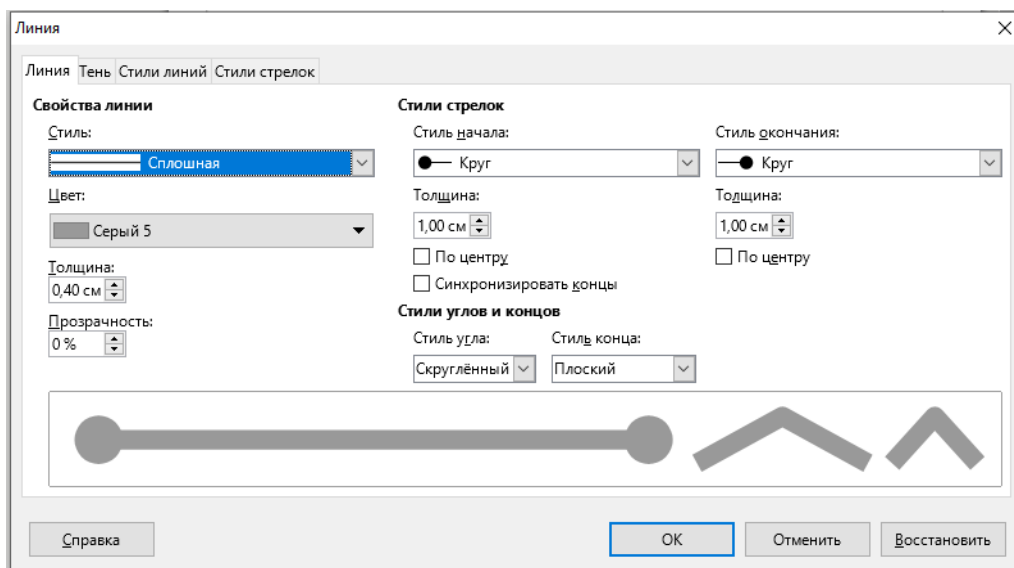 Линия
Линия Тень Стили линий Стили стрелок
Свойства линии
Стиль:
Сплошная
Цвет:
Серый 5
Толщина:
0,40 см
Прозрачность:
0 %
Стили стрелок
Стиль начала:
Круг
Толщина:
1,00 см
По центру
Синхронизировать концы
Стиль окончания:
Круг
Толщина:
1,00 см
По центру
Стили углов и концов
Стиль угла:
Скруглённый
Стиль конца:
Плоский
Справка
ОК
Отменить
Восстановить